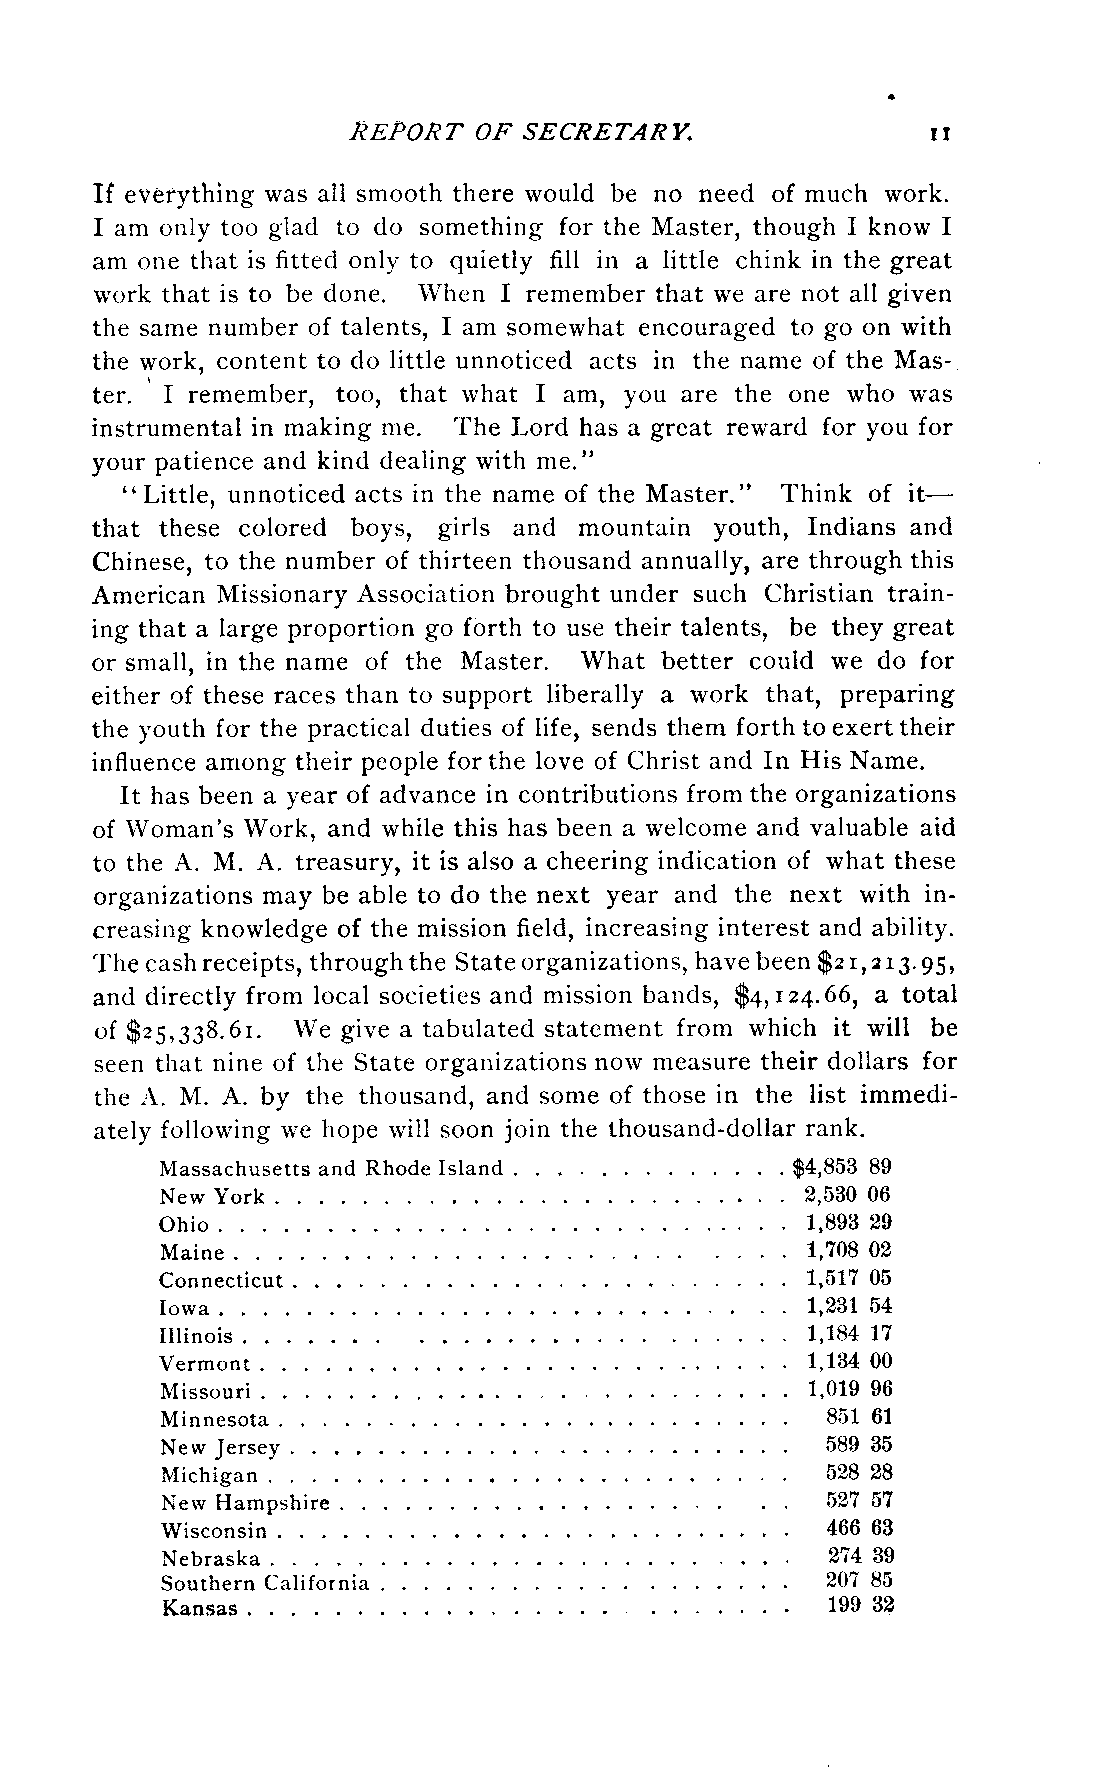 REPORT OF SECRETARY. 11
If everything was all smooth there would be no need of much work.
I am only too glad to do something for the Master, though I know I
am one that is fitted only to quietly fill in a little chink in the great
work that is to be done. When I remember that we are not all given
the same number of talents, I am somewhat encouraged to go on with
the work, content to do little unnoticed acts in the name of the Mas-
ter. I remember, too, that what I am, you are the one who was
instrumental in making me. The Lord has a great reward for you for
your patience and kind dealing with me."
"Little, unnoticed acts in the name of the Master." Think of it—
that these colored boys, girls and mountain youth, Indians and
Chinese, to the number of thirteen thousand annually, are through this
American Missionary Association brought under such Christian train-
ing that a large proportion go forth to use their talents, be they great
or small, in the name of the Master. What better could we do for
either of these races than to support liberally a work that, preparing
the youth for the practical duties of life, sends them forth to exert their
influence among their people for the love of Christ and In His Name.
It has been a year of advance in contributions from the organizations
of Woman's Work, and while this has been a welcome and valuable aid
to the A. M. A. treasury, it is also a cheering indication of what these
organizations may be able to do the next year and the next with in-
creasing knowledge of the mission field, increasing interest and ability.
The cash receipts, through the State organizations, have been $21,213.95,
and directly from local societies and mission bands, $4,124.66, a total
of $25,338.61. We give a tabulated statement from which it will be
seen that nine of the State organizations now measure their dollars for
the A. M. A. by the thousand, and some of those in the list immedi-
ately following we hope will soon join the thousand-dollar rank.
Massachusetts and Rhode Island . . . . . . . . . . . . . $4,853 89
New York . . . . . . . . . . . . . . . . . . . . . . . . 2,530 06
Ohio . . . . . . . . . . . . . . . . . . . . . . . . . . 1,893 29
Maine . . . . . . . . . . . . . . . . . . . . . . . . 1,708 02
Connecticut . . . . . . . . . . . . . . . . . . . . . . . 1,517 05
Iowa . . . . . . . . . . . . . . . . . . . . . . . . . . 1,231 54
Illinois . . . . . . . . . . . . . . . . . . . . . . . . 1,184 17
Vermont . . . . . . . . . . . . . . . . . . . . . . . . 1,134 00
Missouri . . . . . . . . . . . . . . . . . . . . . . . . 1,019 96
Minnesota . . . . . . . . . . . . . . . . . . . . . . . . 851 61
New Jersey . . . . . . . . . . . . . . . . . . . . . . . 589 35
Michigan . . . . . . . . . . . . . . . . . . . . . . . . 528 28
New Hampshire . . . . . . . . . . . . . . . . . . . . 527 57
Wisconsin . . . . . . . . . . . . . . . . . . . . . . . . 466 63
Nebraska . . . . . . . . . . . . . . . . . . . . . . . . 274 39
Southern California . . . . . . . . . . . . . . . . . . . 207 85
Kansas . . . . . . . . . . . . . . . . . . . . . . . . . 199 32